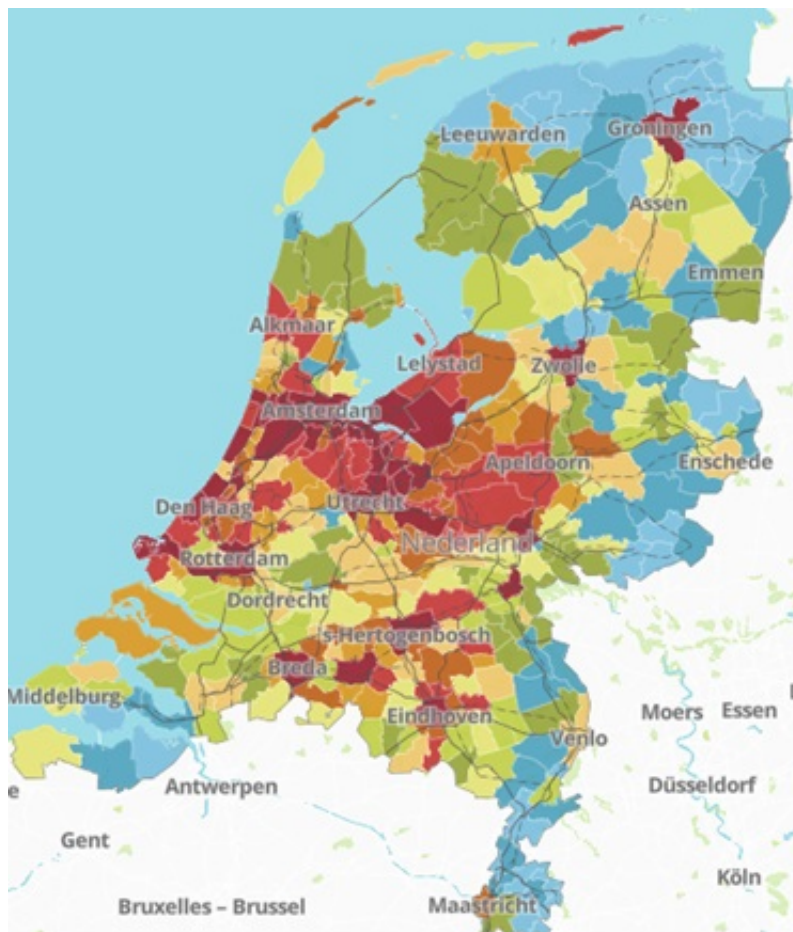 Leeuwarden
Groningen
Assen
Emmen
Alkmaar
Lelystad
Zwolle
Amsterdam
Apeldoorn
Enschede
Den Haag
Utrecht
Nederland
Rotterdam
Dordrecht
's-Hertogenbosch
Breda
Middelburg
Eindhoven
Moers
Essen
Venlo
Antwerpen
Düsseldorf
e
Gent
Köln
Bruxelles – Brussel
Maastricht